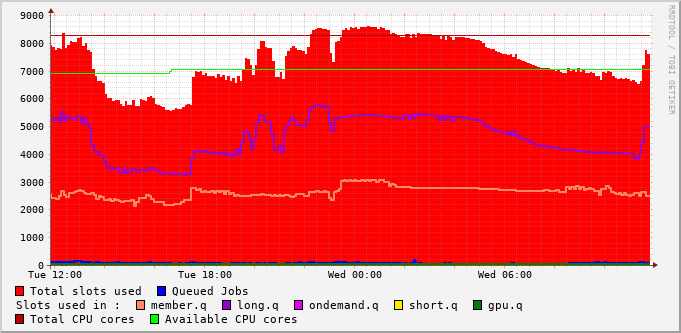 9000
8000
7000
6000
5000
4000
3000
2000
1000
0
Tue 12:00 Tue 18:00 Wed 00:00 Wed 06:00
RRDTOOL / TOBI OETIKER
Total slots used Queued Jobs
Slots used in : member.q long.q ondemand.q short.q gpu.q
Total CPU cores Available CPU cores